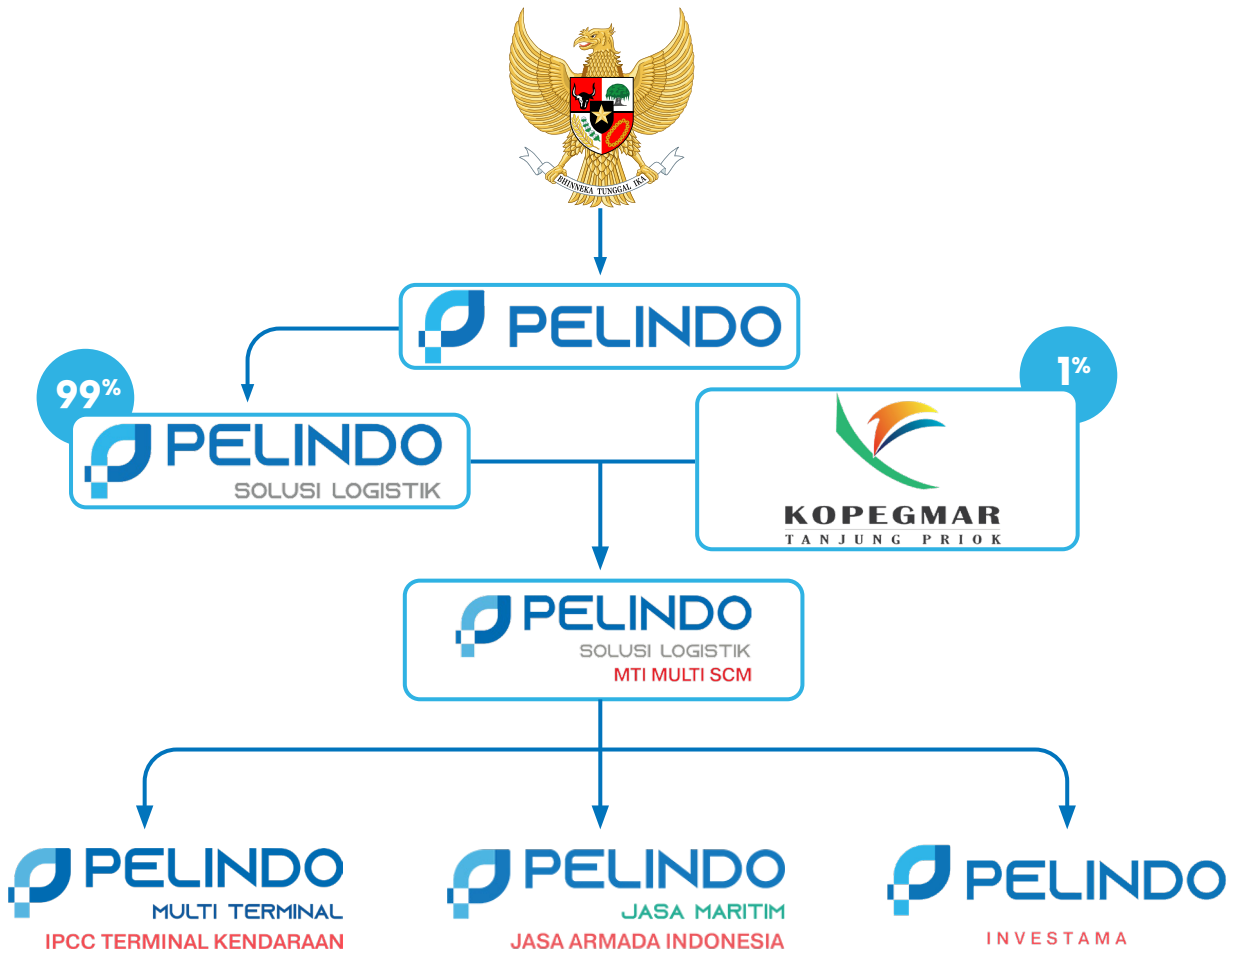 BHINNEKA TUNGGAL IKA
PELINDO
99%
PELINDO
SOLUSI LOGISTIK
1%
KOPEGMAR
TANJUNG PRIOK
PELINDO
SOLUSI LOGISTIK
MTI MULTI SCM
PELINDO
MULTI TERMINAL
IPCC TERMINAL KENDARAAN
PELINDO
JASA MARITIM
JASA ARMADA INDONESIA
PELINDO
INVESTAMA